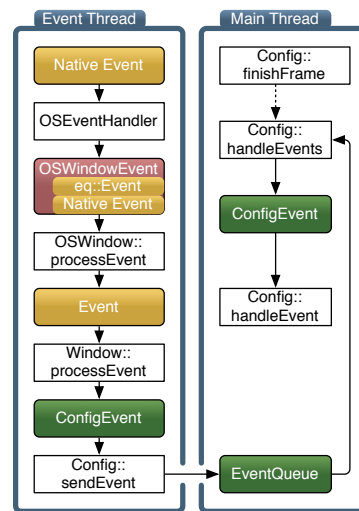 Event Thread
Native Event
OSEventHandler
OSWindowEvent
eq::Event
Native Event
OSWindow::
processEvent
Event
Window::
processEvent
ConfigEvent
Config::
sendEvent
Main Thread
Config::
finishFrame
Config::
handleEvents
ConfigEvent
Config::
handleEvent
EventQueue